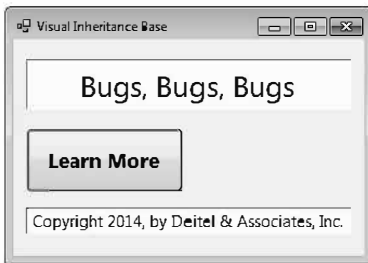 Visual Inheritance Base
Bugs, Bugs, Bugs
Learn More
Copyright 2014, by Deitel & Associates, Inc.